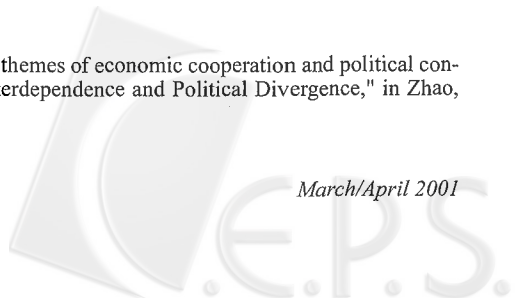 themes of economic cooperation and political con-
erdependence and Political Divergence," in Zhao,
March/April 2001
C.E.P.S.